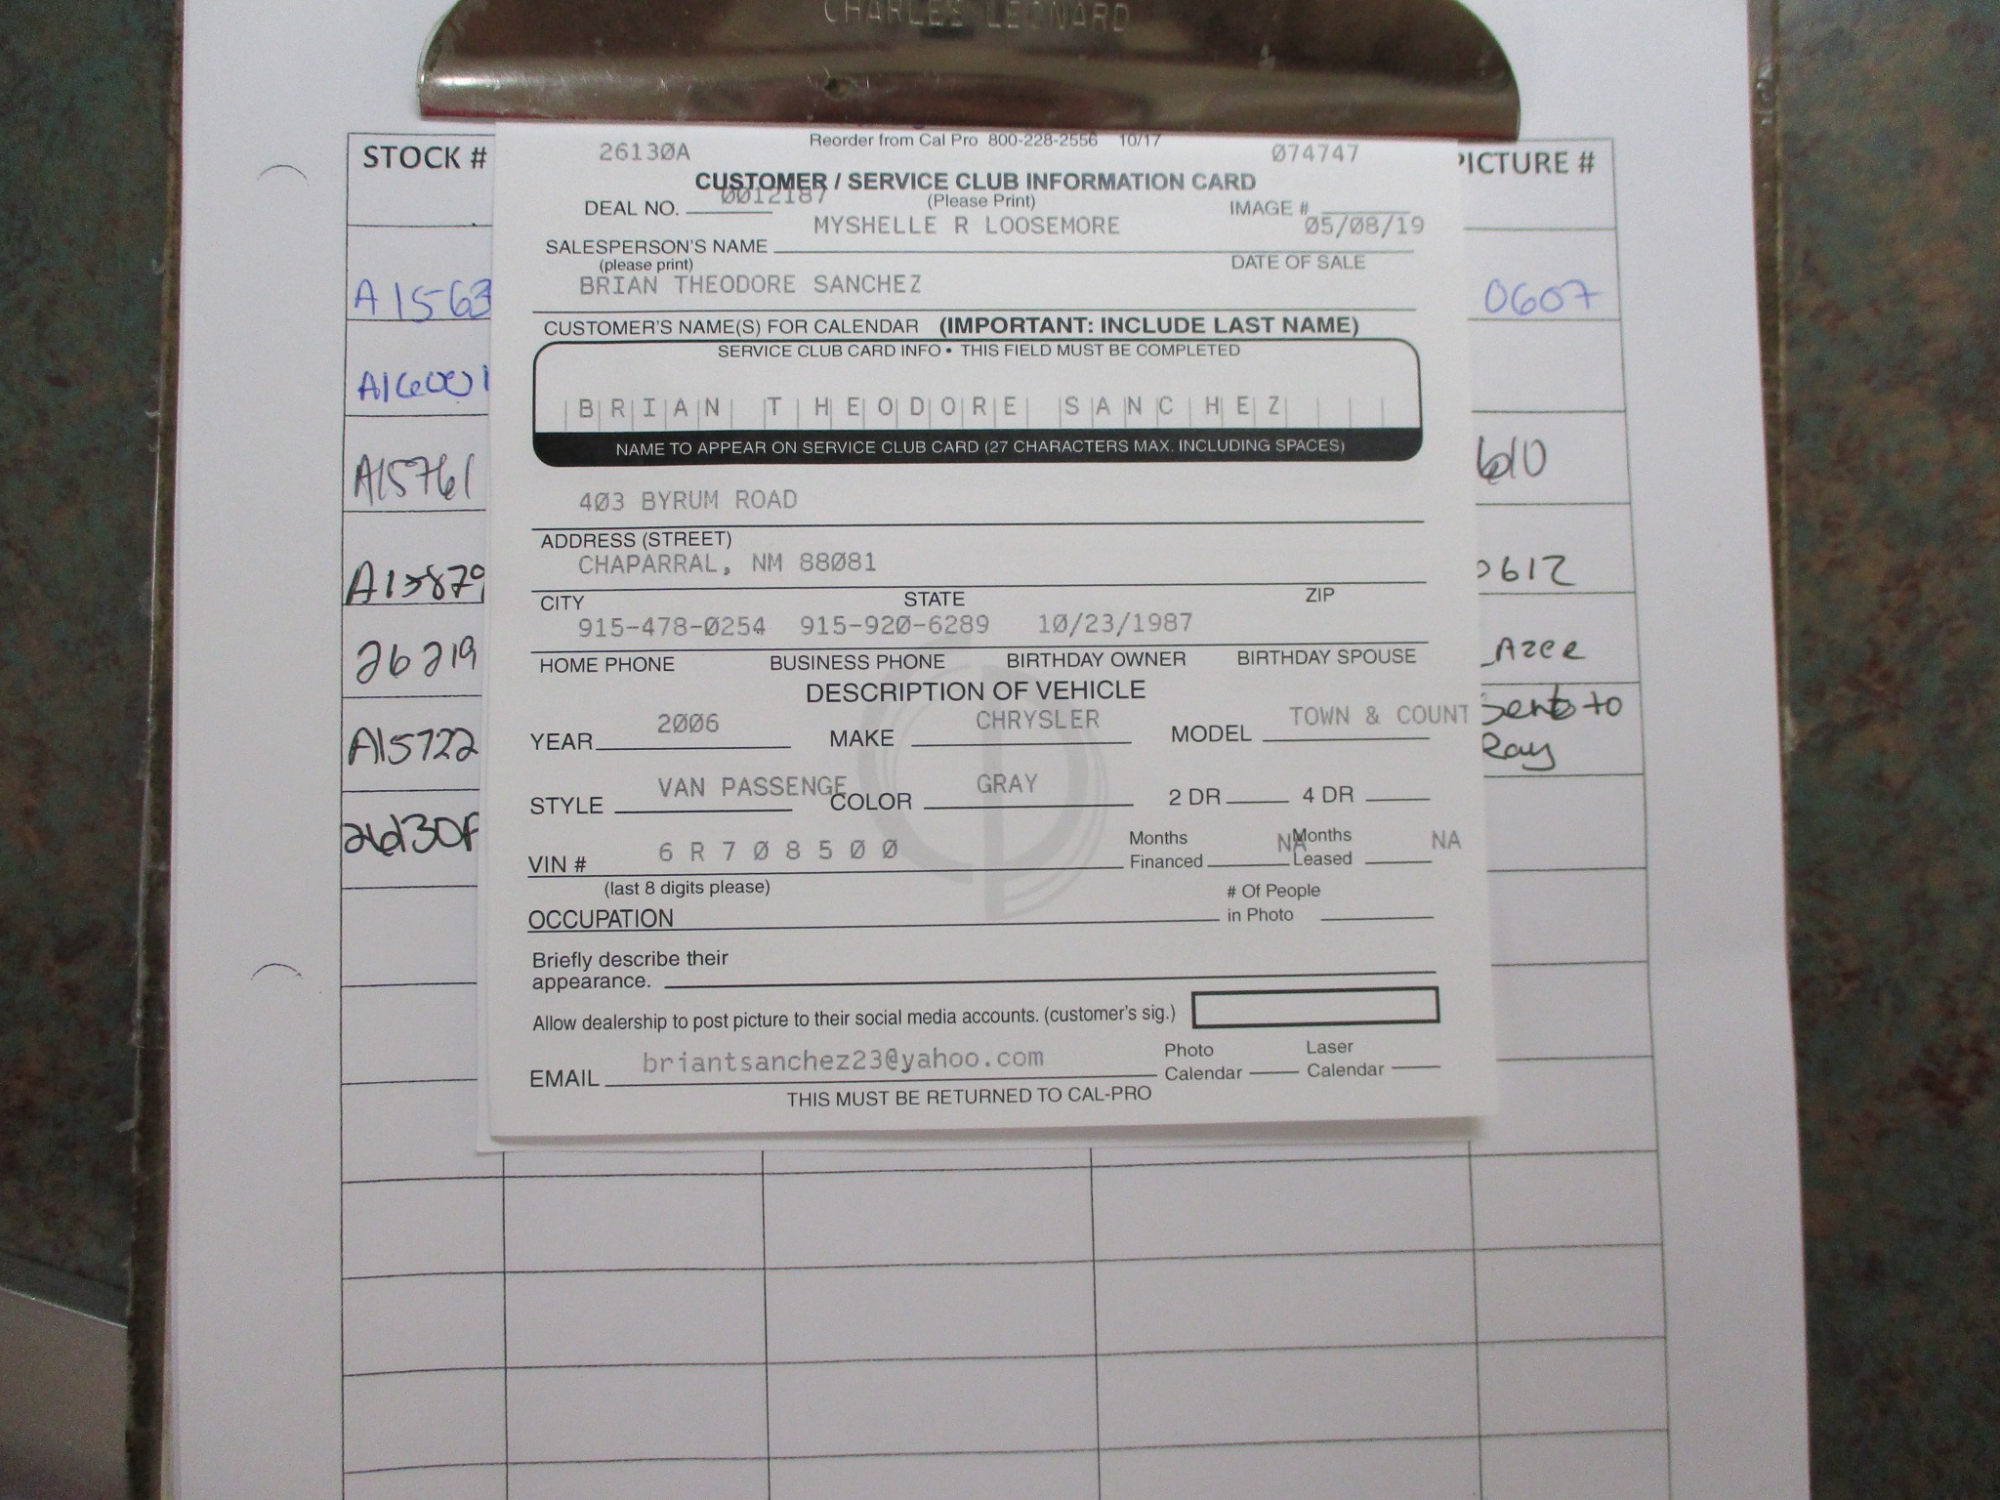 CHARLES LEONARD
STOCK #
PICTURE #
A1563
0607
A16001
A15761
610
A15879
0612
26219
Azee
A15722
Sent to
Ray
Reorder from Cal Pro 800-228-2556 10/17
26130A
074747
CUSTOMER / SERVICE CLUB INFORMATION CARD
DEAL NO. 0012187
(Please Print)
IMAGE #
MYSHELLE R LOOSEMORE
05/08/19
SALESPERSON'S NAME
(please print)
DATE OF SALE
BRIAN THEODORE SANCHEZ
CUSTOMER'S NAME(S) FOR CALENDAR (IMPORTANT: INCLUDE LAST NAME)
SERVICE CLUB CARD INFO • THIS FIELD MUST BE COMPLETED
BRIAN THEODORE SANCHEZ
NAME TO APPEAR ON SERVICE CLUB CARD (27 CHARACTERS MAX. INCLUDING SPACES)
403 BYRUM ROAD
ADDRESS (STREET)
CHAPARRAL, NM 88081
CITY STATE ZIP
915-478-0254 915-920-6289 10/23/1987
HOME PHONE BUSINESS PHONE BIRTHDAY OWNER BIRTHDAY SPOUSE
DESCRIPTION OF VEHICLE
YEAR 2006 MAKE CHRYSLER MODEL TOWN & COUNT
STYLE VAN PASSENGE COLOR GRAY 2 DR 4 DR
VIN # 6R708500 Months Financed NA Months Leased NA
(last 8 digits please)
OCCUPATION # Of People in Photo
Briefly describe their
appearance.
Allow dealership to post picture to their social media accounts. (customer's sig.)
EMAIL briantsanchez23@yahoo.com Photo Calendar Laser Calendar
THIS MUST BE RETURNED TO CAL-PRO